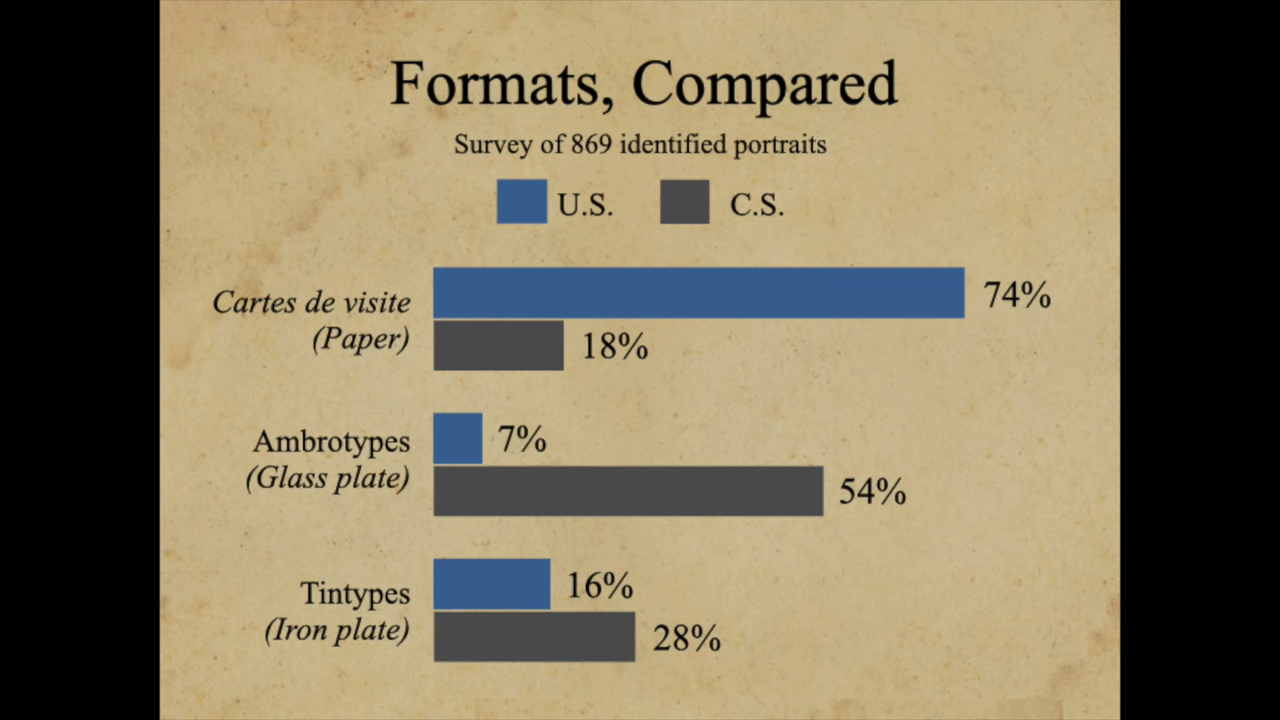 Formats, Compared
Survey of 869 identified portraits
U.S. C.S.
Cartes de visite
(Paper)
74%
18%
Ambrotypes
(Glass plate)
7%
54%
Tintypes
(Iron plate)
16%
28%